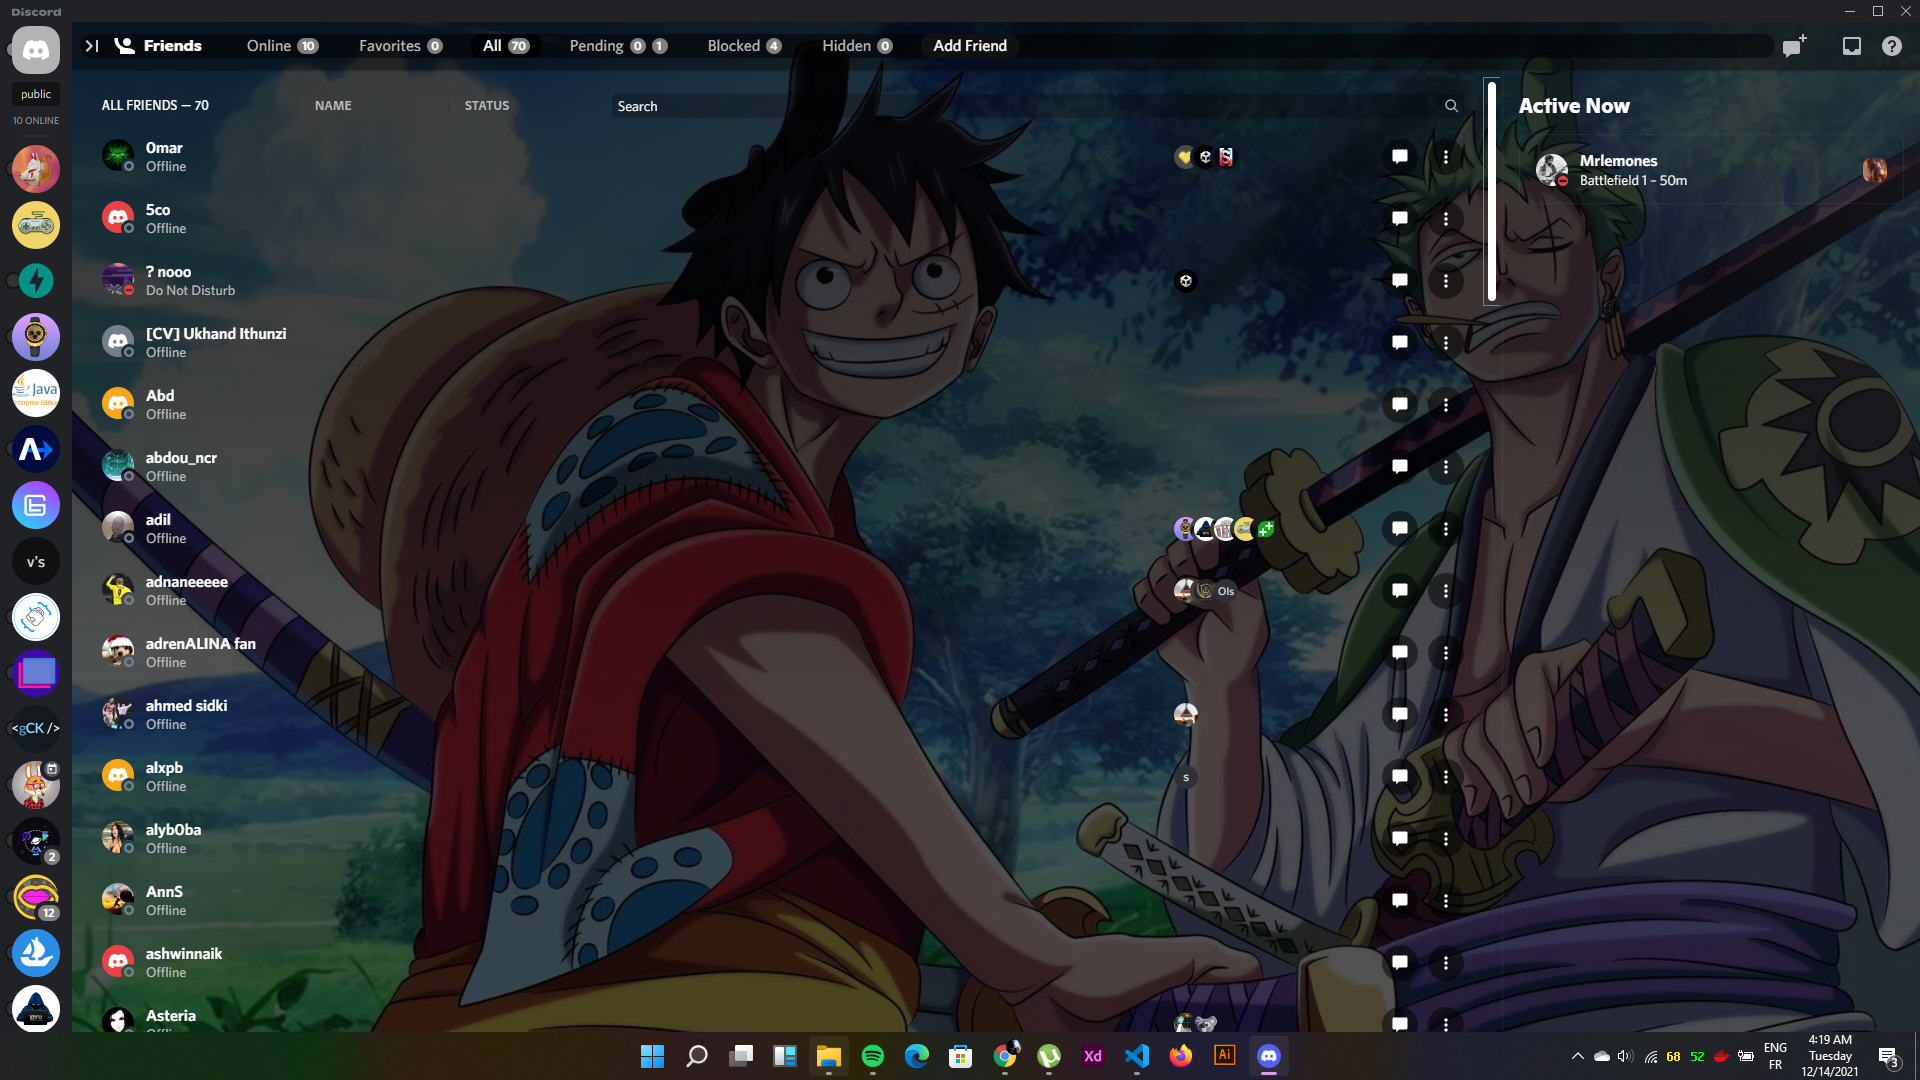 Discord
Friends
Online 10
Favorites 0
All 70
Pending 0 1
Blocked 4
Hidden 0
Add Friend
public
10 ONLINE
ALL FRIENDS — 70
NAME
STATUS
Search
Active Now
Mrlemones
Battlefield 1 – 50m
0mar
Offline
5co
Offline
? nooo
Do Not Disturb
[CV] Ukhand Ithunzi
Offline
Java
Abd
Offline
abdou_ncr
Offline
adil
Offline
v's
adnaneeeee
Offline
OIs
adrenALINA fan
Offline
ahmed sidki
Offline
<gCK />
alxpb
Offline
s
alyb0ba
Offline
2
AnnS
Offline
12
ashwinnaik
Offline
Asteria
Xd
Ai
68
52
ENG
FR
4:19 AM
Tuesday
12/14/2021
3